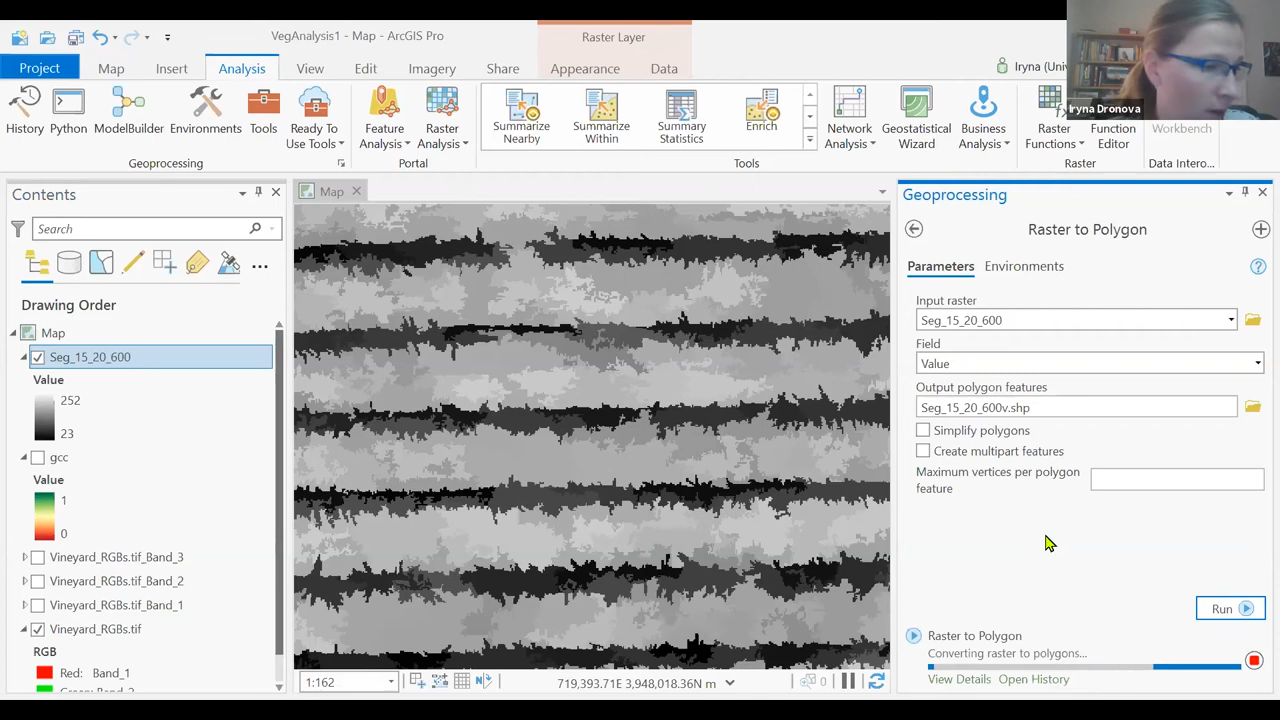 VegAnalysis1 - Map - ArcGIS Pro
Raster Layer
Project
Map
Insert
Analysis
View
Edit
Imagery
Share
Appearance
Data
Iryna (Uni
Iryna Dronova
History
Python
ModelBuilder
Environments
Tools
Ready To
Use Tools
Feature
Analysis
Raster
Analysis
Summarize
Nearby
Summarize
Within
Summary
Statistics
Enrich
Network
Analysis
Geostatistical
Wizard
Business
Analysis
Raster
Functions
Function
Editor
Workbench
Geoprocessing
Portal
Tools
Raster
Data Intero...
Contents
Search
Drawing Order
Map
Seg_15_20_600
Value
252
23
gcc
Value
1
0
Vineyard_RGBs.tif_Band_3
Vineyard_RGBs.tif_Band_2
Vineyard_RGBs.tif_Band_1
Vineyard_RGBs.tif
RGB
Red: Band_1
Map
1:162
719,393.71E 3,948,018.36N m
0
Geoprocessing
Raster to Polygon
Parameters
Environments
Input raster
Seg_15_20_600
Field
Value
Output polygon features
Seg_15_20_600v.shp
Simplify polygons
Create multipart features
Maximum vertices per polygon
feature
Run
Raster to Polygon
Converting raster to polygons...
View Details Open History